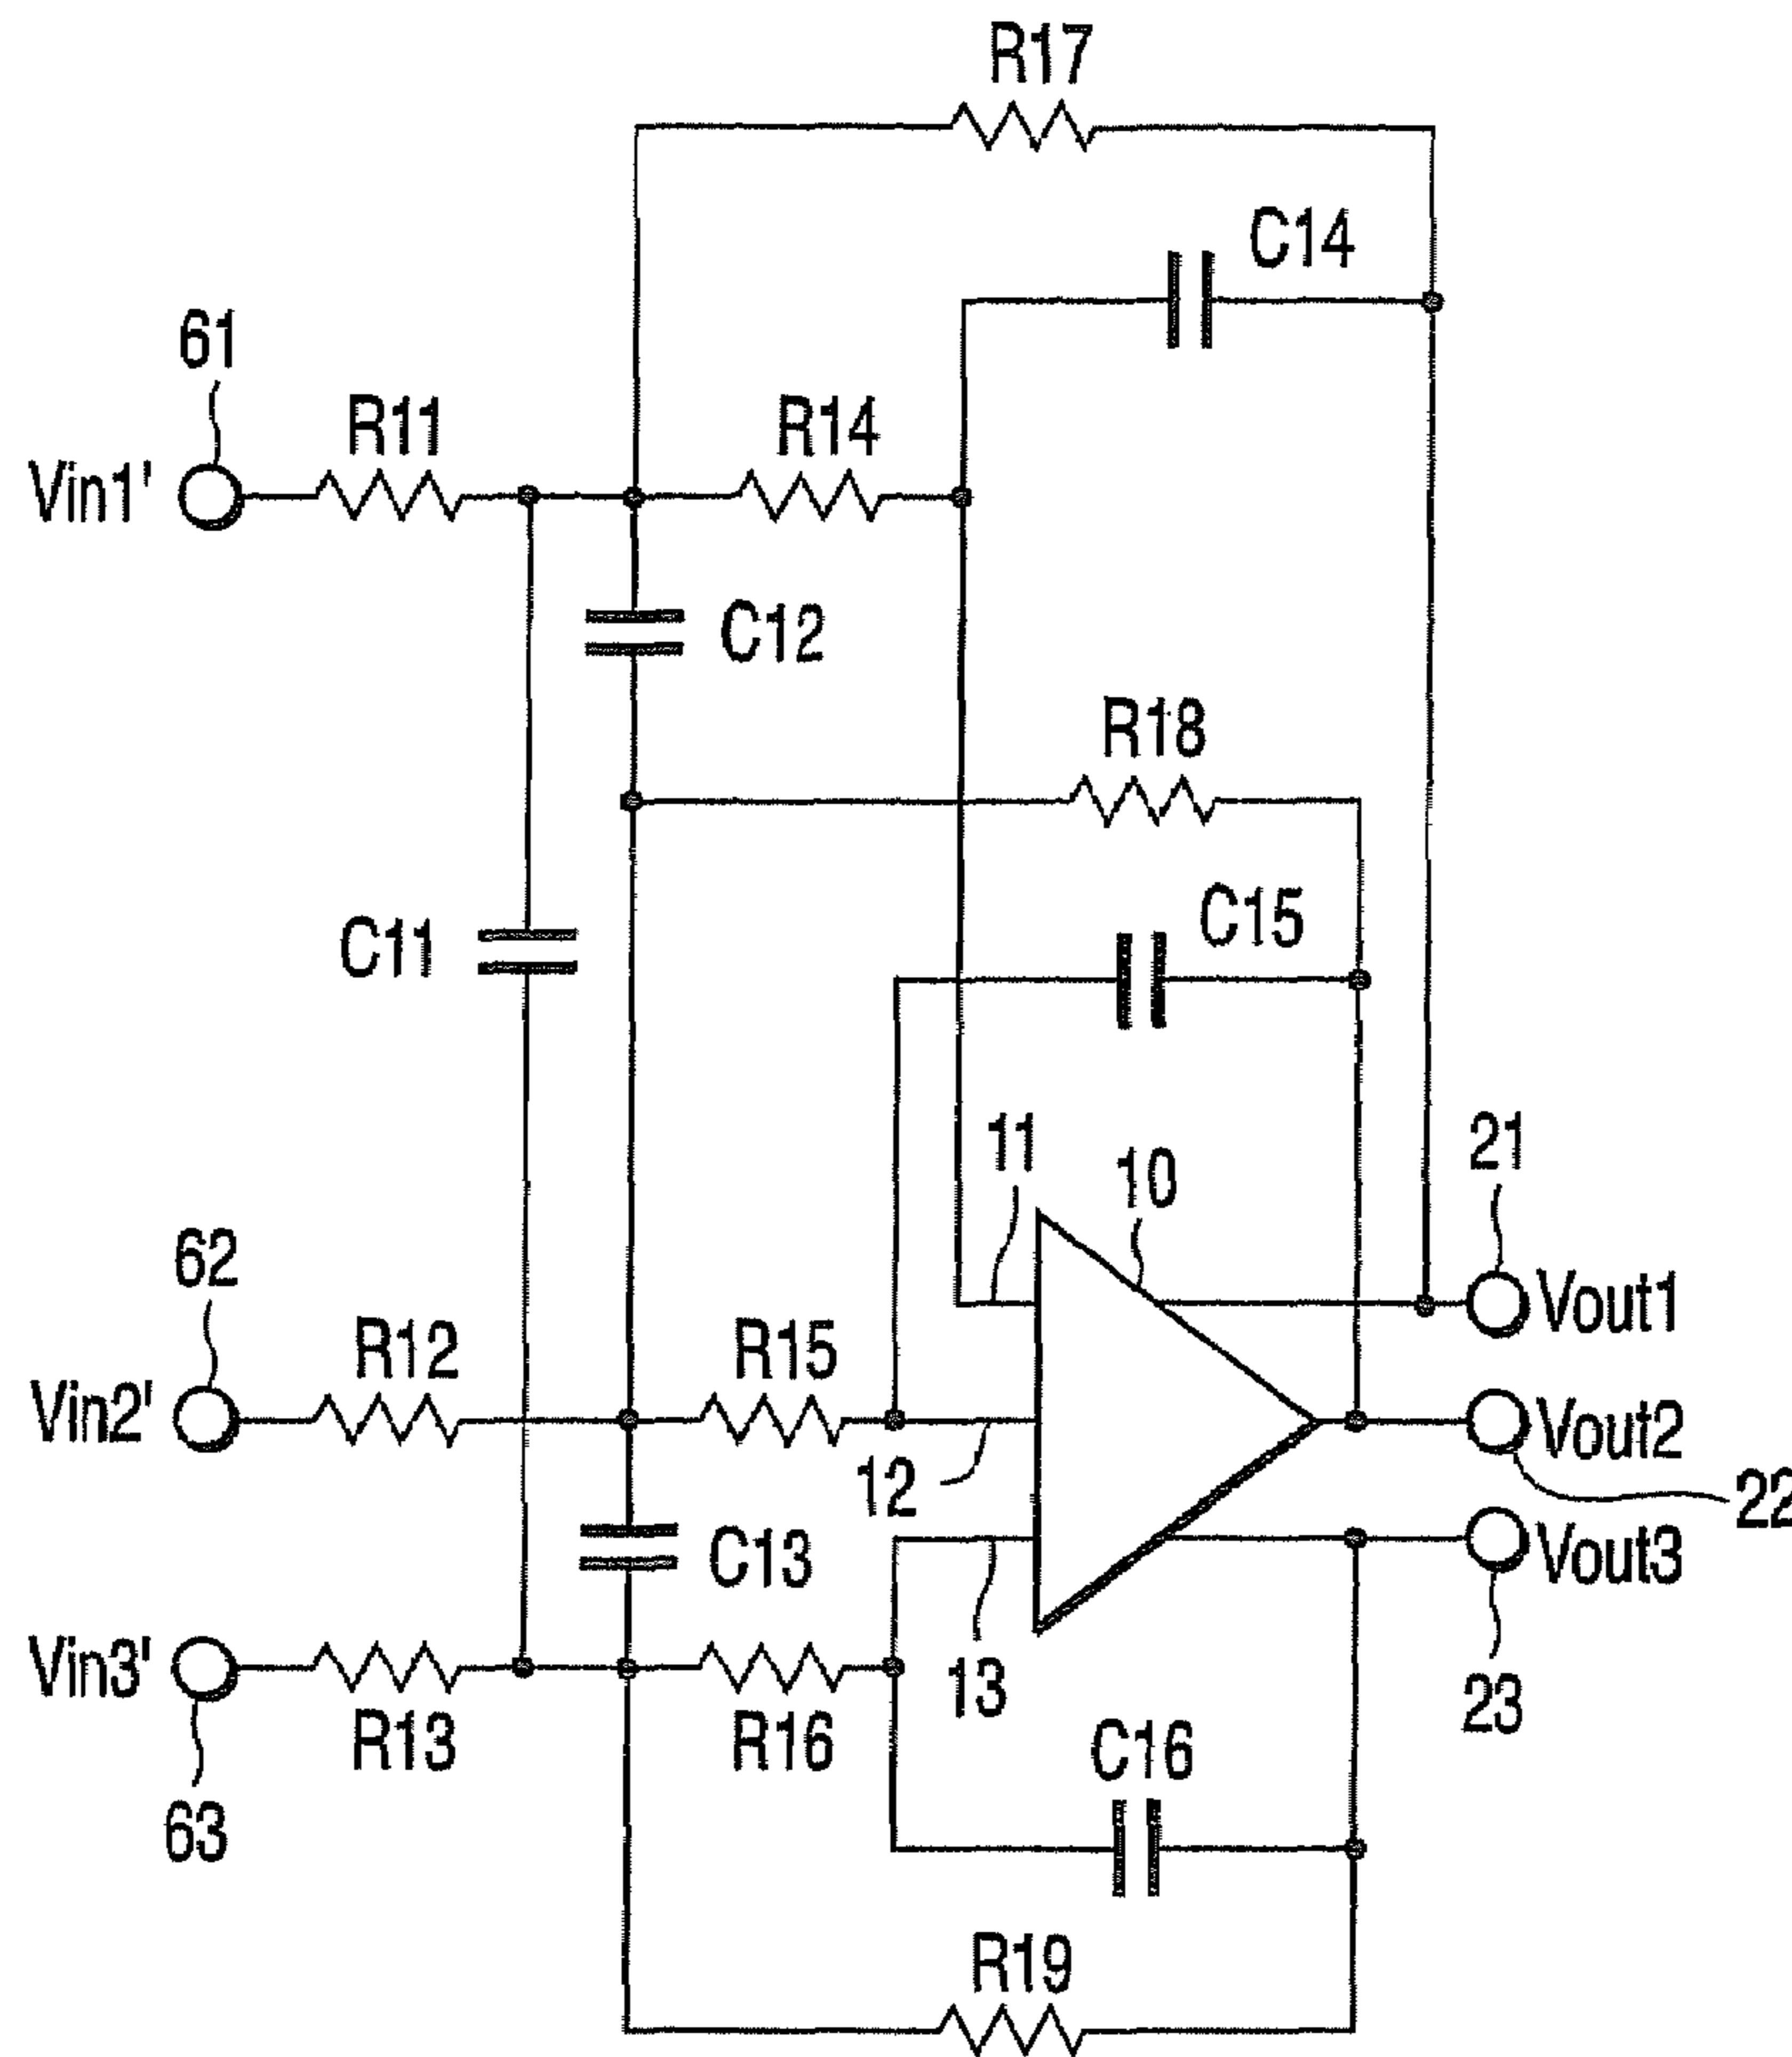 R17
C14
61
R11
R14
Vin1'
C12
R18
C15
C11
11
10
21
62
Vout1
R12
R15
Vin2'
Vout2
12
22
C13
Vout3
Vin3'
13
23
R13
R16
C16
63
R19